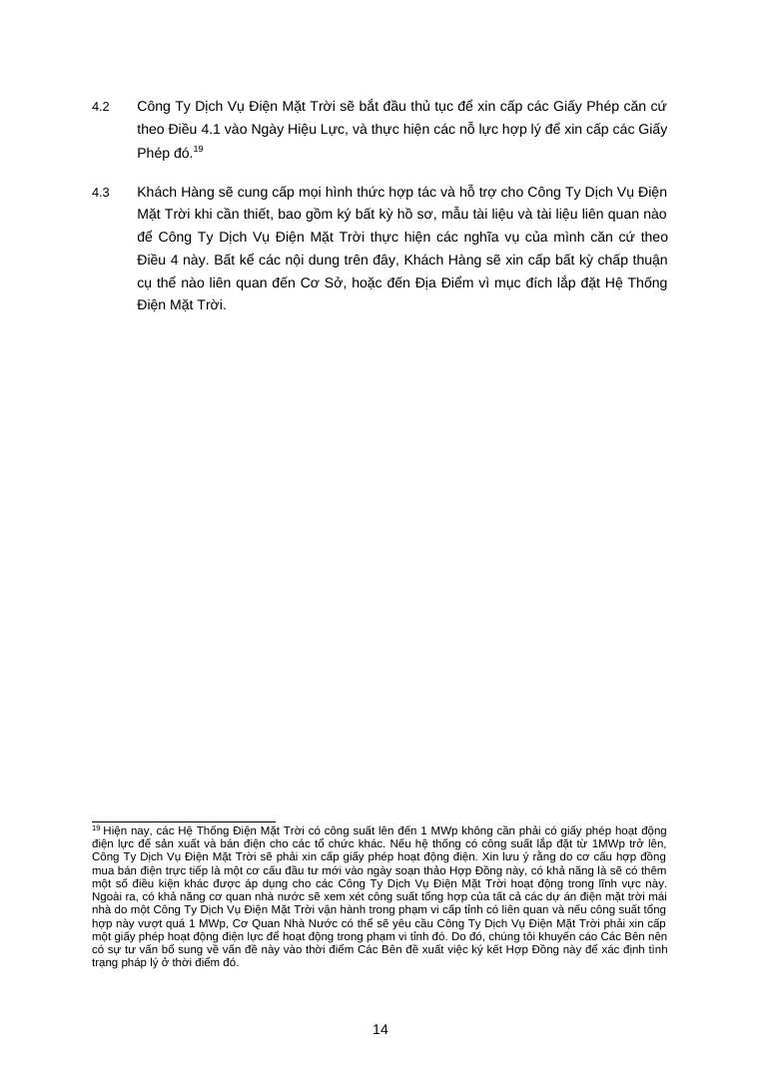 4.2 Công Ty Dịch Vụ Điện Mặt Trời sẽ bắt đầu thủ tục để xin cấp các Giấy Phép căn cứ
theo Điều 4.1 vào Ngày Hiệu Lực, và thực hiện các nỗ lực hợp lý để xin cấp các Giấy
Phép đó.19
4.3 Khách Hàng sẽ cung cấp mọi hình thức hợp tác và hỗ trợ cho Công Ty Dịch Vụ Điện
Mặt Trời khi cần thiết, bao gồm ký bất kỳ hồ sơ, mẫu tài liệu và tài liệu liên quan nào
để Công Ty Dịch Vụ Điện Mặt Trời thực hiện các nghĩa vụ của mình căn cứ theo
Điều 4 này. Bất kể các nội dung trên đây, Khách Hàng sẽ xin cấp bất kỳ chấp thuận
cụ thể nào liên quan đến Cơ Sở, hoặc đến Địa Điểm vì mục đích lắp đặt Hệ Thống
Điện Mặt Trời.
19 Hiện nay, các Hệ Thống Điện Mặt Trời có công suất lên đến 1 MWp không cần phải có giấy phép hoạt động
điện lực để sản xuất và bán điện cho các tổ chức khác. Nếu hệ thống có công suất lắp đặt từ 1MWp trở lên,
Công Ty Dịch Vụ Điện Mặt Trời sẽ phải xin cấp giấy phép hoạt động điện. Xin lưu ý rằng do cơ cấu hợp đồng
mua bán điện trực tiếp là một cơ cấu đầu tư mới vào ngày soạn thảo Hợp Đồng này, có khả năng là sẽ có thêm
một số điều kiện khác được áp dụng cho các Công Ty Dịch Vụ Điện Mặt Trời hoạt động trong lĩnh vực này.
Ngoài ra, có khả năng cơ quan nhà nước sẽ xem xét công suất tổng hợp của tất cả các dự án điện mặt trời mái
nhà do một Công Ty Dịch Vụ Điện Mặt Trời vận hành trong phạm vi cấp tỉnh có liên quan và nếu công suất tổng
hợp này vượt quá 1 MWp, Cơ Quan Nhà Nước có thể sẽ yêu cầu Công Ty Dịch Vụ Điện Mặt Trời phải xin cấp
một giấy phép hoạt động điện lực để hoạt động trong phạm vi tỉnh đó. Do đó, chúng tôi khuyến cáo Các Bên nên
có sự tư vấn bổ sung về vấn đề này vào thời điểm Các Bên đề xuất việc ký kết Hợp Đồng này để xác định tình
trạng pháp lý ở thời điểm đó.
14